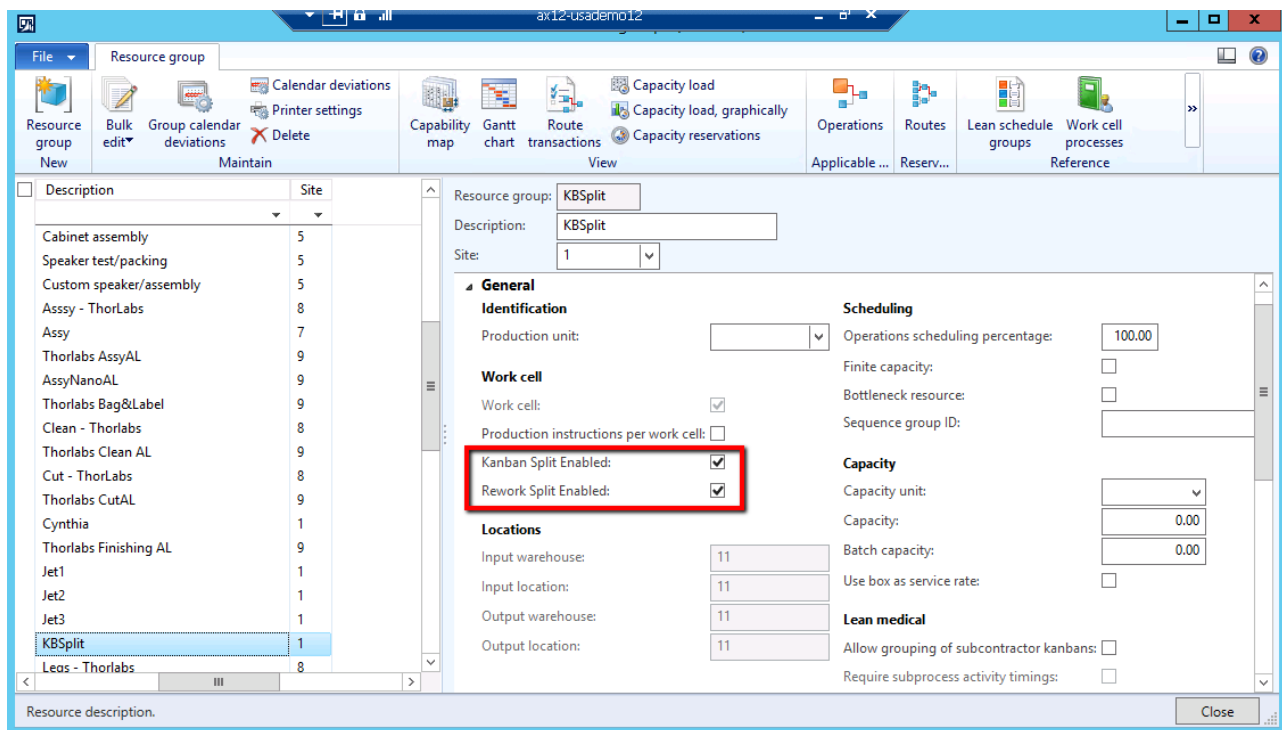 ax12-usademo12
File
Resource group
Resource group
Bulk edit
Group calendar deviations
Calendar deviations
Printer settings
Delete
Capability map
Gantt chart
Route transactions
Capacity load
Capacity load, graphically
Capacity reservations
Operations
Routes
Lean schedule groups
Work cell processes
»
New
Maintain
View
Applicable ...
Reserv...
Reference
Description Site
Cabinet assembly 5
Speaker test/packing 5
Custom speaker/assembly 5
Asssy - ThorLabs 8
Assy 7
Thorlabs AssyAL 9
AssyNanoAL 9
Thorlabs Bag&Label 9
Clean - Thorlabs 8
Thorlabs Clean AL 9
Cut - ThorLabs 8
Thorlabs CutAL 9
Cynthia 1
Thorlabs Finishing AL 9
Jet1 1
Jet2 1
Jet3 1
KBSplit 1
Legs - Thorlabs 8
Resource group: KBSplit
Description: KBSplit
Site: 1
General
Identification
Production unit:
Work cell
Work cell:
Production instructions per work cell:
Kanban Split Enabled:
Rework Split Enabled:
Locations
Input warehouse: 11
Input location: 11
Output warehouse: 11
Output location: 11
Scheduling
Operations scheduling percentage: 100.00
Finite capacity:
Bottleneck resource:
Sequence group ID:
Capacity
Capacity unit:
Capacity: 0.00
Batch capacity: 0.00
Use box as service rate:
Lean medical
Allow grouping of subcontractor kanbans:
Require subprocess activity timings:
Resource description.
Close